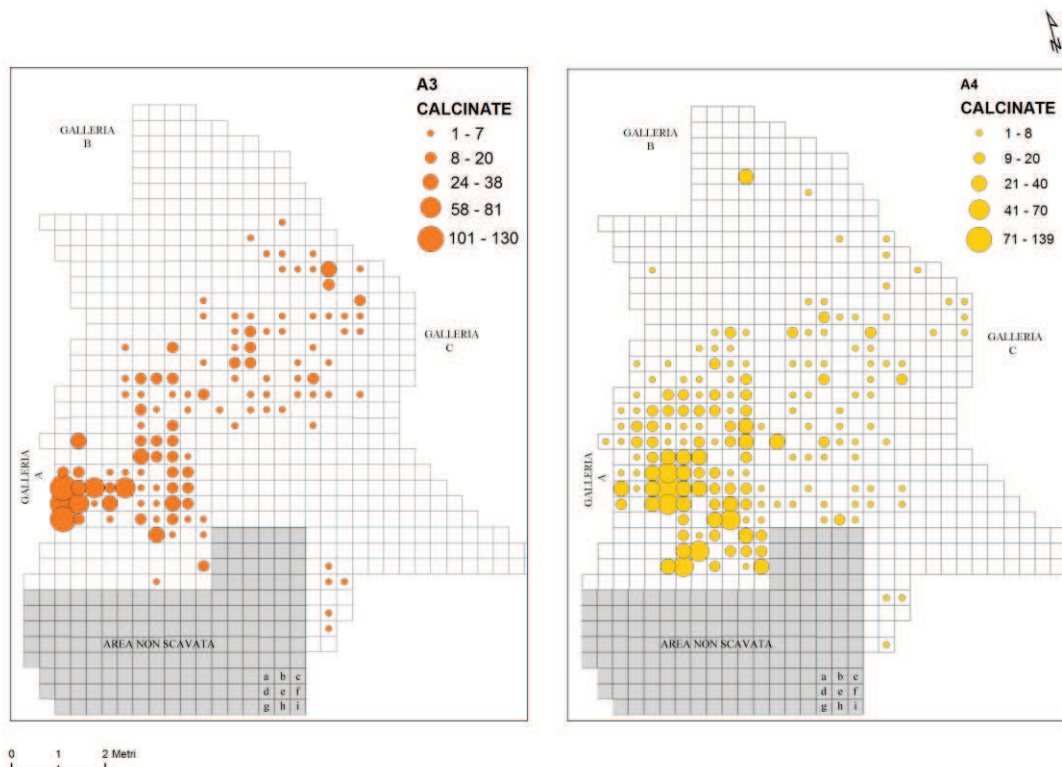 A3
CALCINATE
1 - 7
8 - 20
24 - 38
58 - 81
101 - 130
GALLERIA
B
GALLERIA
C
GALLERIA
A
AREA NON SCAVATA
a b c
d e f
g h i
A4
CALCINATE
1 - 8
9 - 20
21 - 40
41 - 70
71 - 139
GALLERIA
B
GALLERIA
C
GALLERIA
A
AREA NON SCAVATA
a b c
d e f
g h i
N
0 1 2 Metri